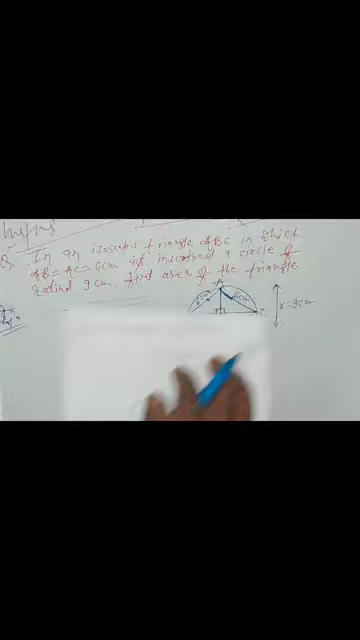 Q. In an isosceles triangle ABC in which
AB = AC = 6cm is inscribed a circle of
radius 9cm. find area of the triangle
A
6cm
6cm
C
r=9cm